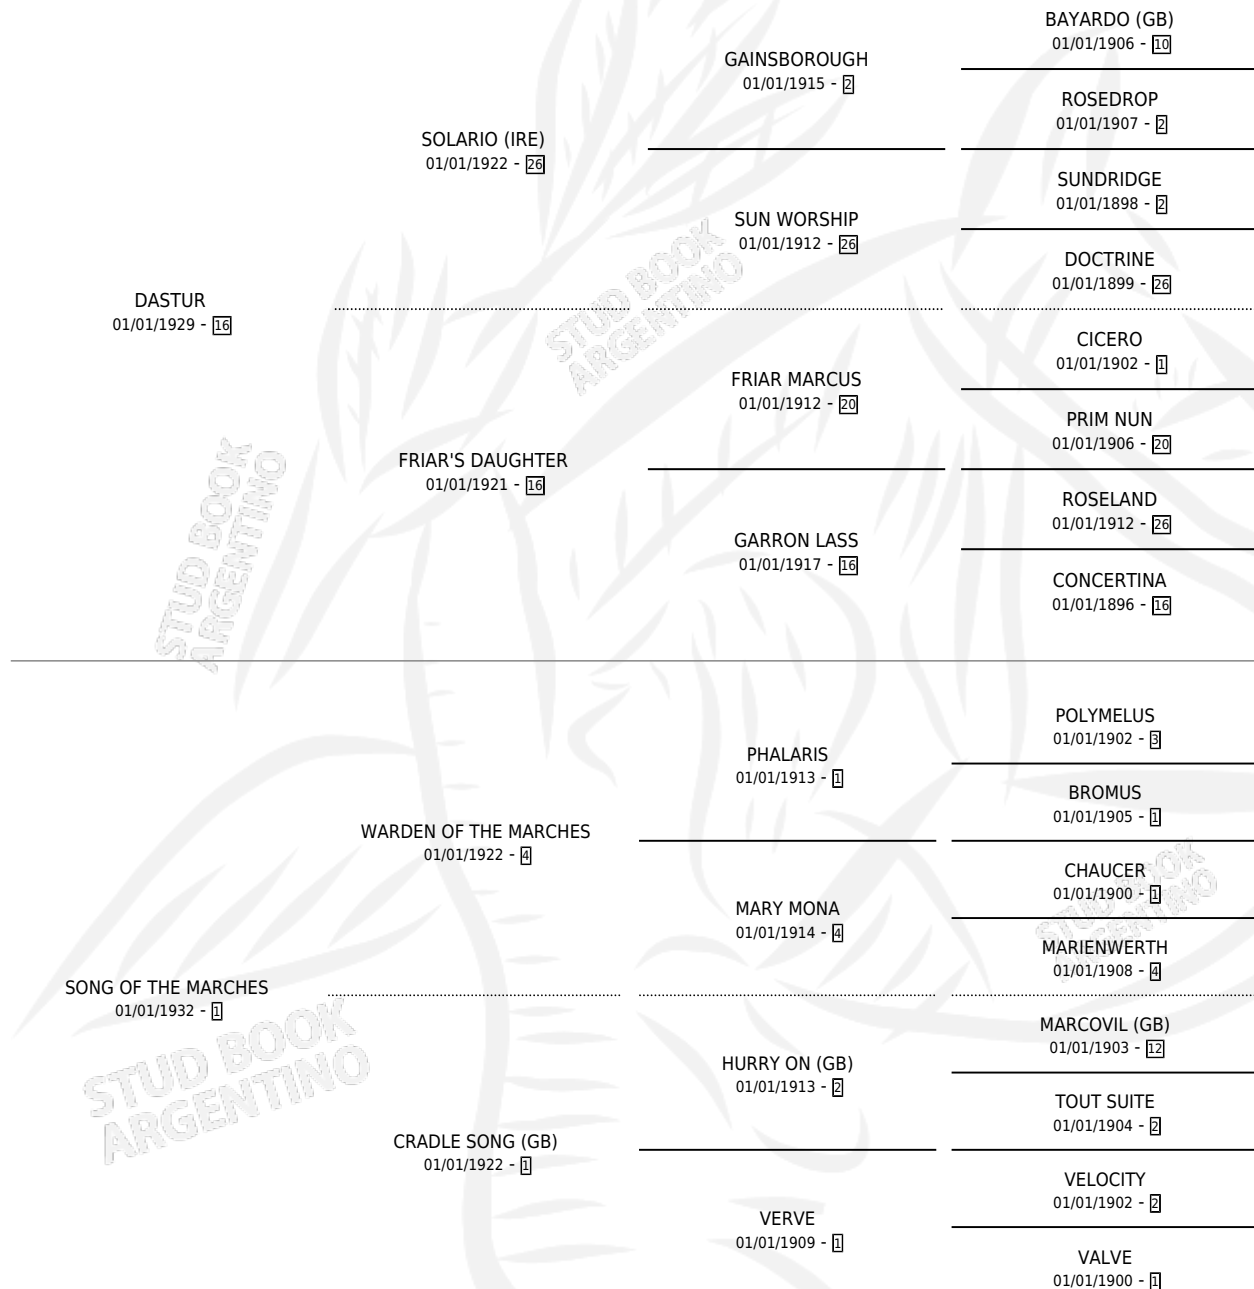 BAYARDO (GB)
01/01/1906 - 10
GAINSBOROUGH
01/01/1915 - 2
ROSEDROP
01/01/1907 - 2
SOLARIO (IRE)
01/01/1922 - 26
SUNDRIDGE
01/01/1898 - 2
SUN WORSHIP
01/01/1912 - 26
DOCTRINE
01/01/1899 - 26
DASTUR
01/01/1929 - 16
CICERO
01/01/1902 - 1
FRIAR MARCUS
01/01/1912 - 20
PRIM NUN
01/01/1906 - 20
FRIAR'S DAUGHTER
01/01/1921 - 16
ROSELAND
01/01/1912 - 26
GARRON LASS
01/01/1917 - 16
CONCERTINA
01/01/1896 - 16
POLYMELUS
01/01/1902 - 3
PHALARIS
01/01/1913 - 1
BROMUS
01/01/1905 - 1
WARDEN OF THE MARCHES
01/01/1922 - 4
CHAUCER
01/01/1900 - 1
MARY MONA
01/01/1914 - 4
MARIENWERTH
01/01/1908 - 4
SONG OF THE MARCHES
01/01/1932 - 1
MARCOVIL (GB)
01/01/1903 - 12
HURRY ON (GB)
01/01/1913 - 2
TOUT SUITE
01/01/1904 - 2
CRADLE SONG (GB)
01/01/1922 - 1
VELOCITY
01/01/1902 - 2
VERVE
01/01/1909 - 1
VALVE
01/01/1900 - 1
STUD BOOK
ARGENTINO
STUD BOOK
ARGENTINO
STUD BOOK
ARGENTINO
STUD BOOK
ARGENTINO